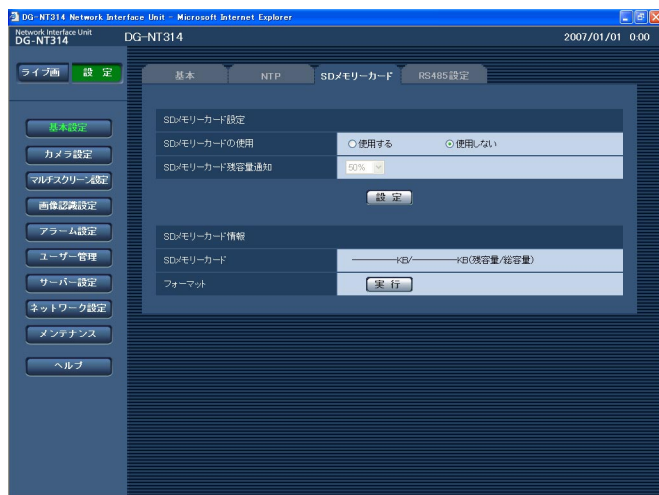 DG-NT314 Network Interface Unit - Microsoft Internet Explorer
Network Interface Unit
DG-NT314
DG-NT314
2007/01/01 0:00
ライブ画 設 定
基本 NTP SDメモリーカード RS485設定
SDメモリーカード設定
基本設定
SDメモリーカードの使用 使用する 使用しない
カメラ設定
SDメモリーカード残容量通知 50%
マルチスクリーン設定
設 定
画像認識設定
アラーム設定
SDメモリーカード情報
ユーザー管理
SDメモリーカード ――――KB/――――KB(残容量/総容量)
サーバー設定
フォーマット 実 行
ネットワーク設定
メンテナンス
ヘルプ